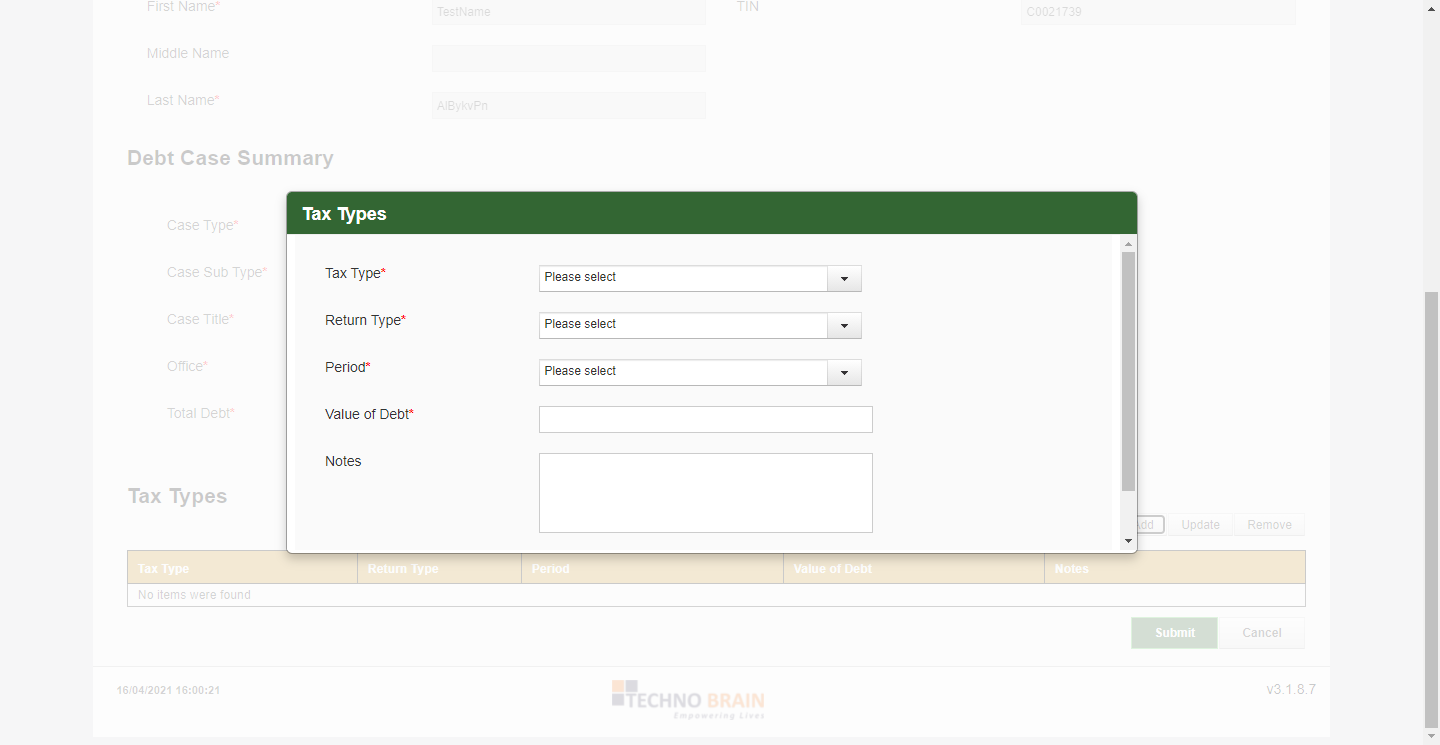 First Name*
TestName
TIN
C0021739
Middle Name
Last Name*
AlBykvPn
Debt Case Summary
Case Type*
Case Sub Type*
Case Title*
Office*
Total Debt*
Tax Types
Tax Type*
Please select
Return Type*
Please select
Period*
Please select
Value of Debt*
Notes
Tax Types
Update
Remove
Tax Type
Return Type
Period
Value of Debt
Notes
No items were found
Submit
Cancel
16/04/2021 16:00:21
TECHNO BRAIN
Empowering Lives
v3.1.8.7